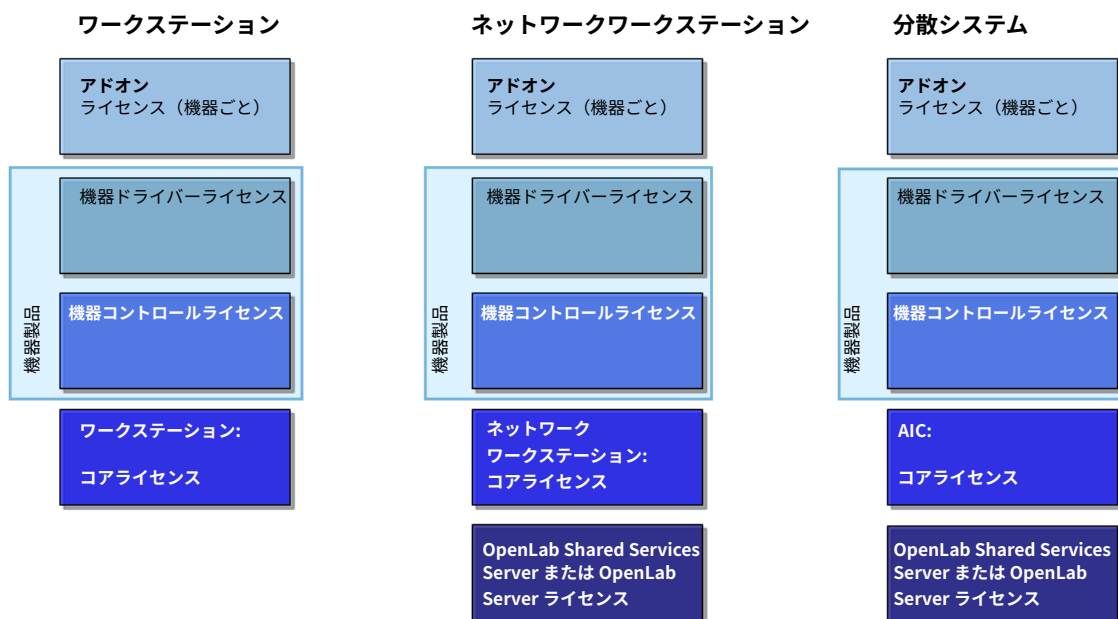 ワークステーション
アドオン
ライセンス（機器ごと）
機器ドライバーライセンス
機器コントロールライセンス
機器製品
ワークステーション:
コアライセンス
ネットワークワークステーション
アドオン
ライセンス（機器ごと）
機器ドライバーライセンス
機器コントロールライセンス
機器製品
ネットワーク
ワークステーション:
コアライセンス
OpenLab Shared Services
Server または OpenLab
Server ライセンス
分散システム
アドオン
ライセンス（機器ごと）
機器ドライバーライセンス
機器コントロールライセンス
機器製品
AIC:
コアライセンス
OpenLab Shared Services
Server または OpenLab
Server ライセンス